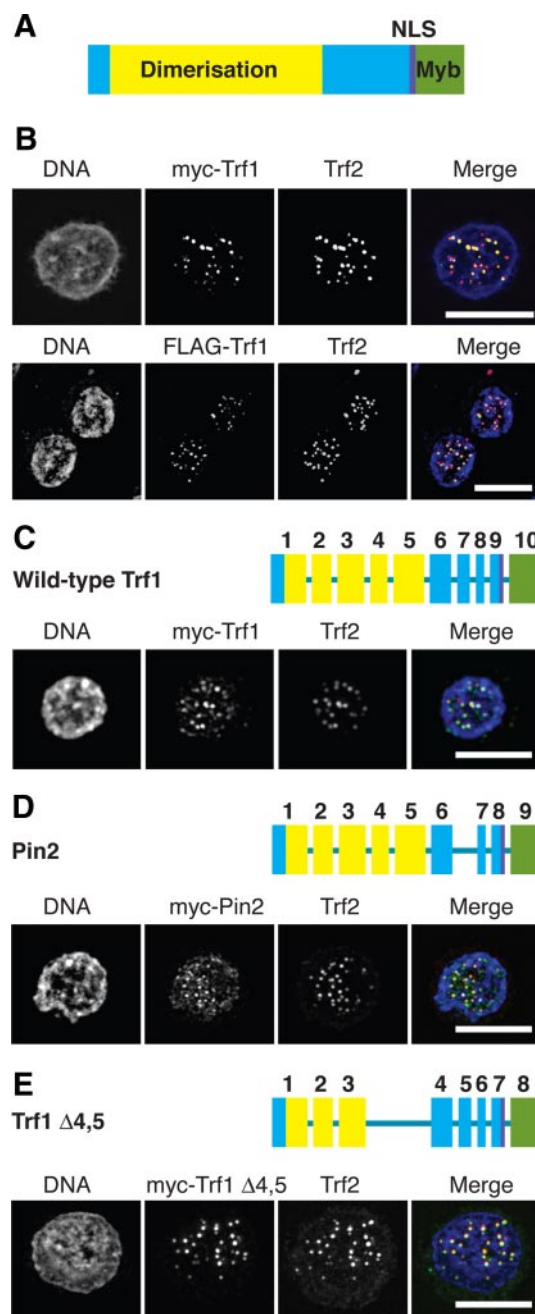 A
NLS
Dimerisation Myb
B
DNA myc-Trf1 Trf2 Merge
DNA FLAG-Trf1 Trf2 Merge
C
1 2 3 4 5 6 7 8 9 10
Wild-type Trf1
DNA myc-Trf1 Trf2 Merge
D
1 2 3 4 5 6 7 8 9
Pin2
DNA myc-Pin2 Trf2 Merge
E
1 2 3 4 5 6 7 8
Trf1 Δ4,5
DNA myc-Trf1 Δ4,5 Trf2 Merge